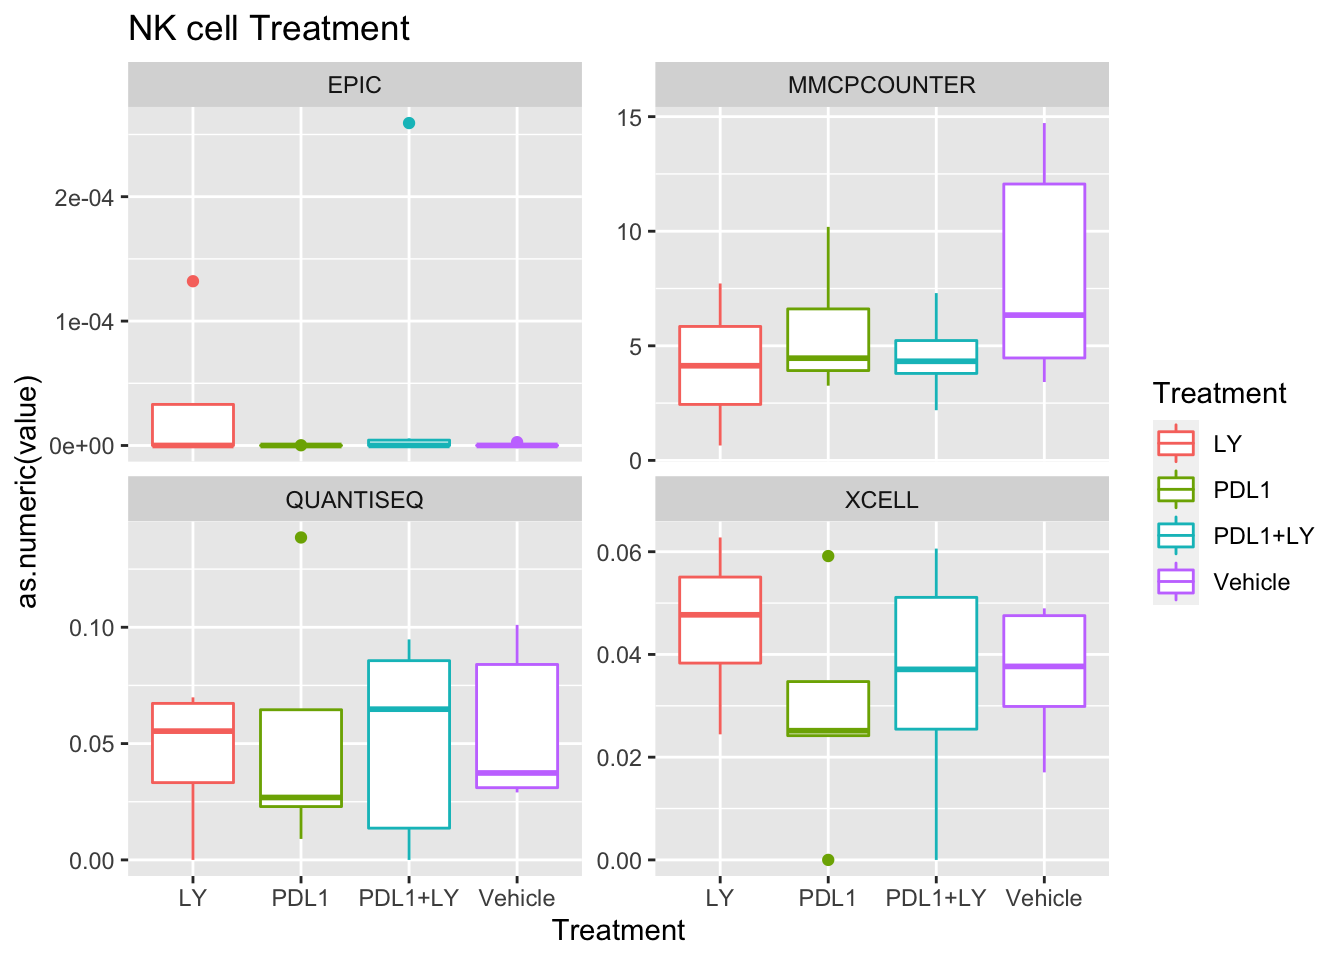 NK cell Treatment
EPIC
MMCPCOUNTER
2e-04
1e-04
0e+00
15
10
5
0
as.numeric(value)
QUANTISEQ
XCELL
0.10
0.05
0.00
0.06
0.04
0.02
0.00
LY
PDL1
PDL1+LY
Vehicle
LY
PDL1
PDL1+LY
Vehicle
Treatment
Treatment
LY
PDL1
PDL1+LY
Vehicle